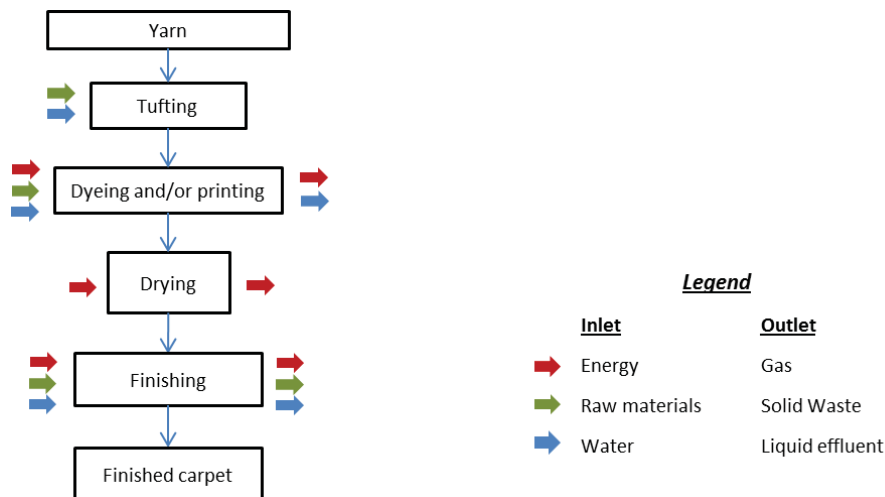 Yarn
Tufting
Dyeing and/or printing
Drying
Finishing
Finished carpet
Legend
Inlet Outlet
Energy Gas
Raw materials Solid Waste
Water Liquid effluent